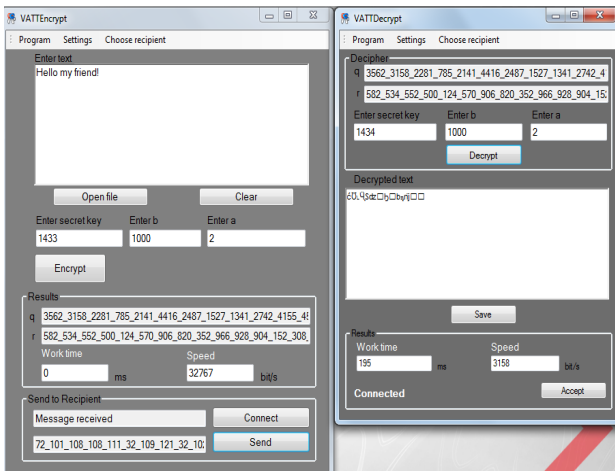 VATTEncrypt
Program Settings Choose recipient
Enter text
Hello my friend!
Open file Clear
Enter secret key Enter b Enter a
1433 1000 2
Encrypt
Results
q 3562_3158_2281_785_2141_4416_2487_1527_1341_2742_4155_4
r 582_534_552_500_124_570_906_820_352_966_928_904_152_308_
Work time Speed
0 ms 32767 bit/s
Send to Recipient
Message received Connect
72_101_108_108_111_32_109_121_32_10 Send
VATTDecrypt
Program Settings Choose recipient
Decipher
q 3562_3158_2281_785_2141_4416_2487_1527_1341_2742_4
r 582_534_552_500_124_570_906_820_352_966_928_904_15
Enter secret key Enter b Enter a
1434 1000 2
Decrypt
Decrypted text
Save
Results
Work time Speed
195 ms 3158 bit/s
Connected Accept